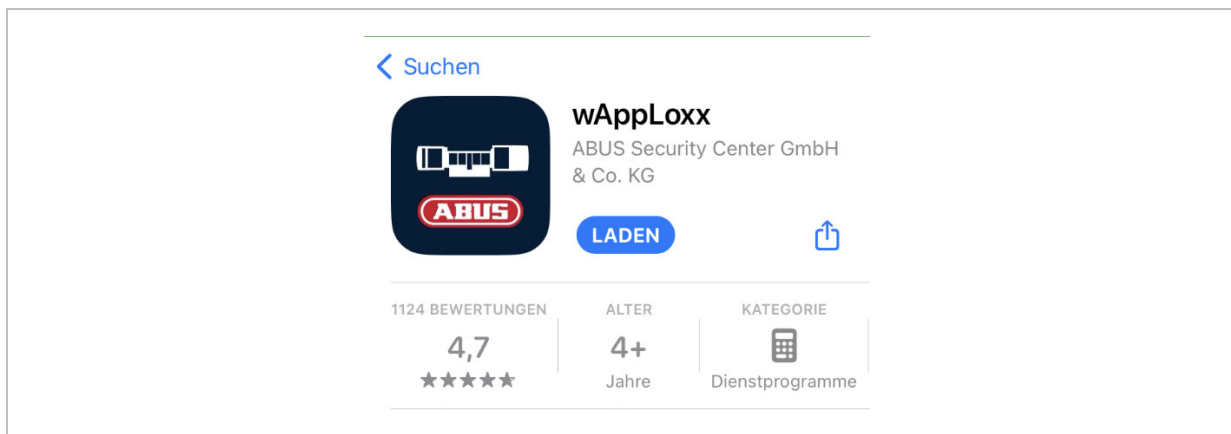 Suchen
wAppLoxx
ABUS Security Center GmbH
& Co. KG
ABUS
LADEN
1124 BEWERTUNGEN
ALTER
KATEGORIE
4,7
4+
Jahre
Dienstprogramme